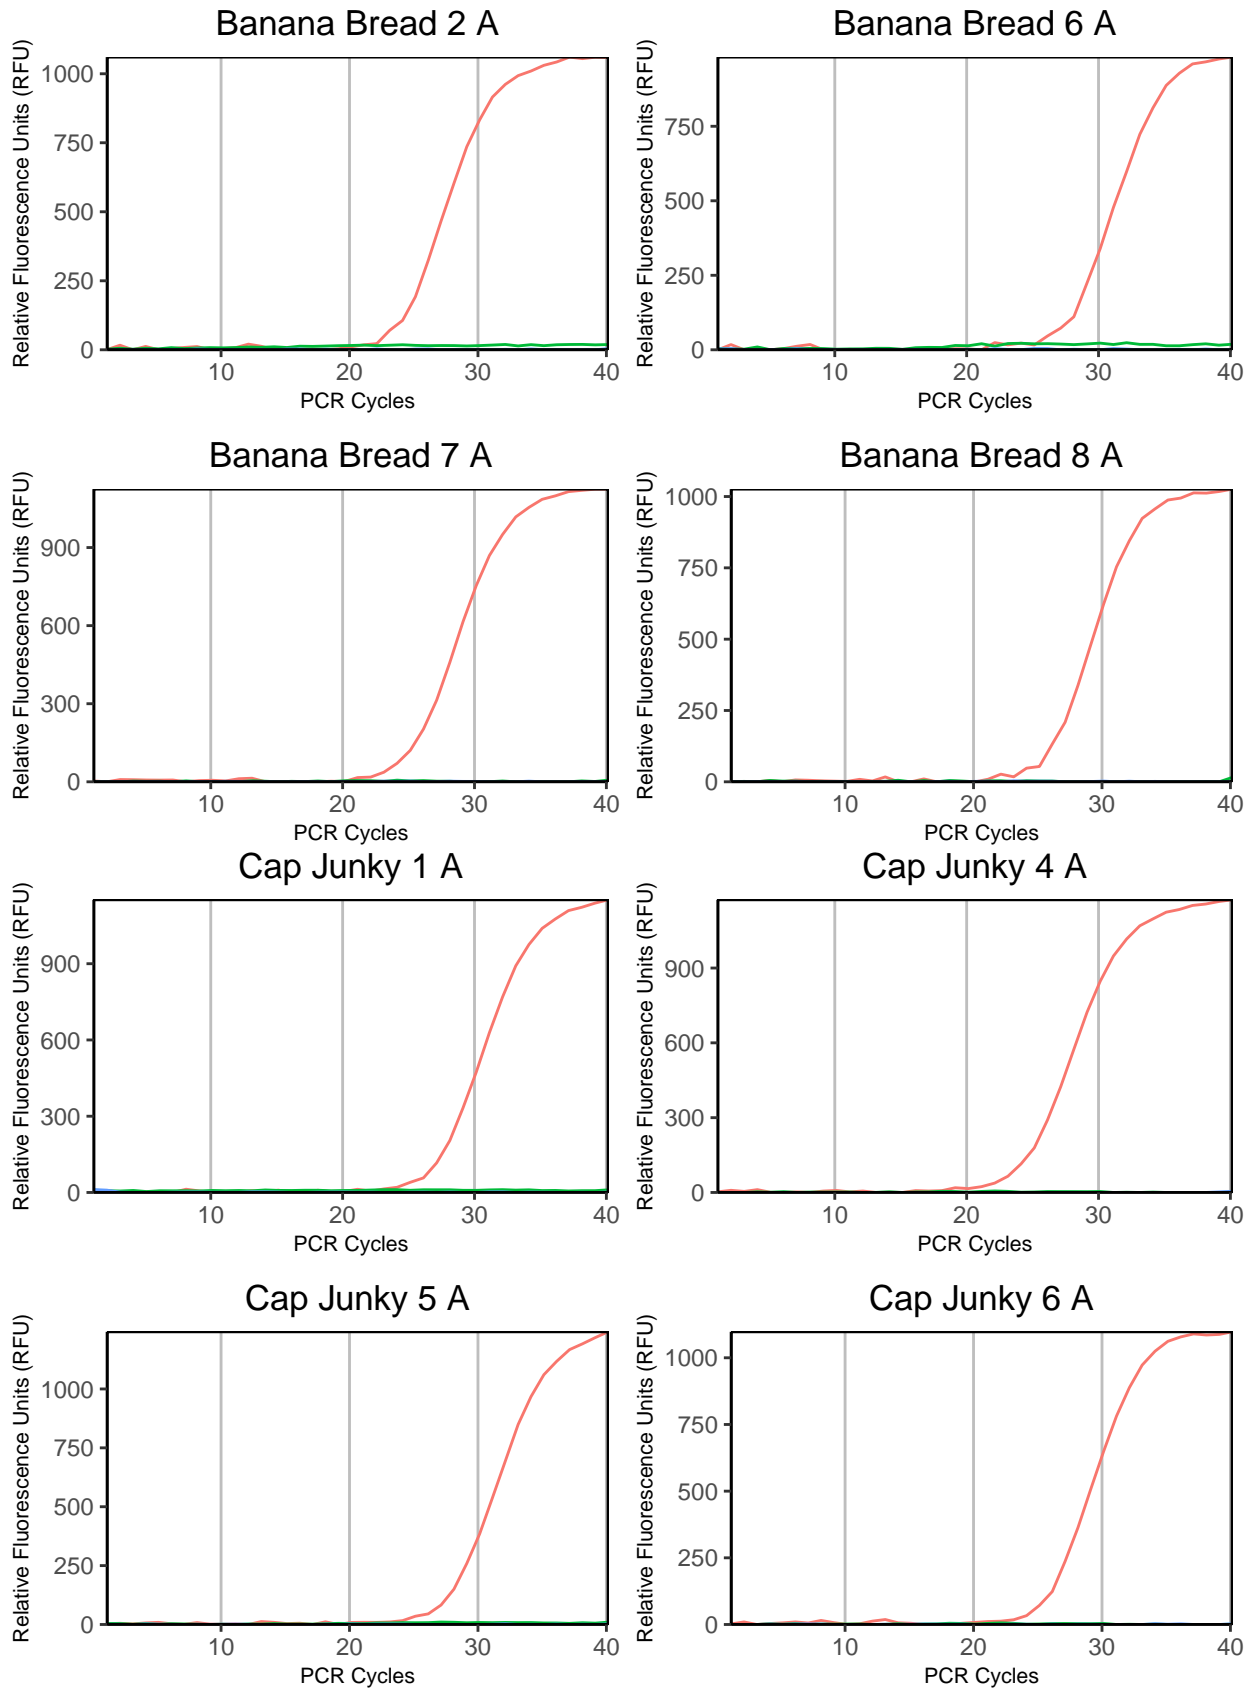 Banana Bread 2 A
Relative Fluorescence Units (RFU)
1000
750
500
250
0
10 20 30 40
PCR Cycles
Banana Bread 6 A
Relative Fluorescence Units (RFU)
750
500
250
0
10 20 30 40
PCR Cycles
Banana Bread 7 A
Relative Fluorescence Units (RFU)
900
600
300
0
10 20 30 40
PCR Cycles
Banana Bread 8 A
Relative Fluorescence Units (RFU)
1000
750
500
250
0
10 20 30 40
PCR Cycles
Cap Junky 1 A
Relative Fluorescence Units (RFU)
900
600
300
0
10 20 30 40
PCR Cycles
Cap Junky 4 A
Relative Fluorescence Units (RFU)
900
600
300
0
10 20 30 40
PCR Cycles
Cap Junky 5 A
Relative Fluorescence Units (RFU)
1000
750
500
250
0
10 20 30 40
PCR Cycles
Cap Junky 6 A
Relative Fluorescence Units (RFU)
1000
750
500
250
0
10 20 30 40
PCR Cycles